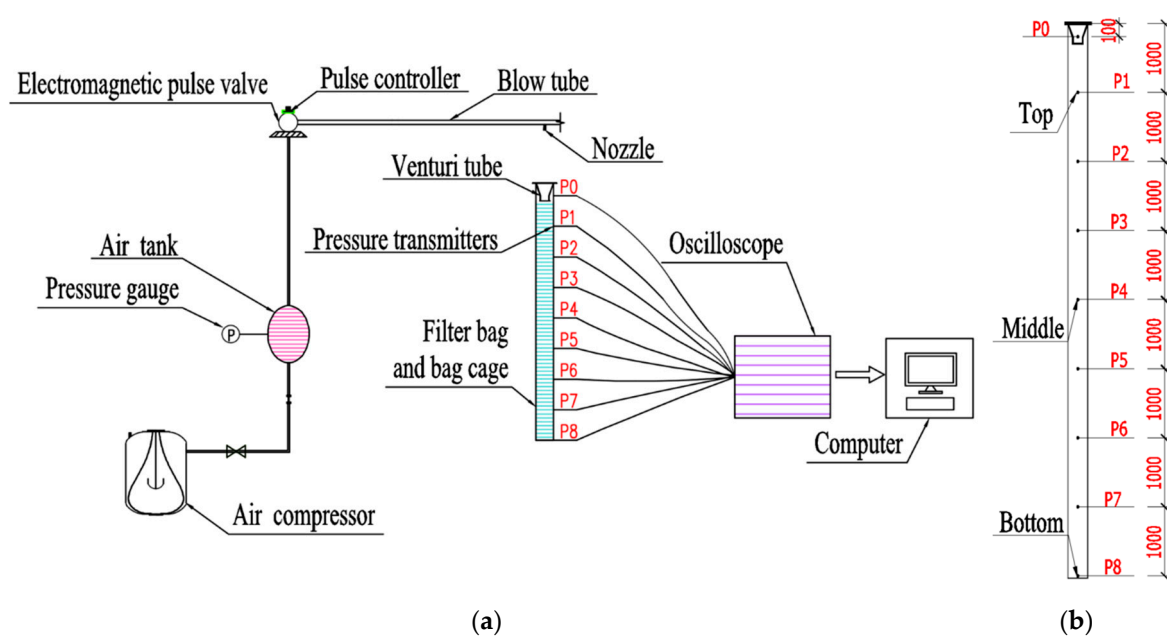 Electromagnetic pulse valve
Pulse controller
Blow tube
Nozzle
Venturi tube
Pressure transmitters
Air tank
Pressure gauge
P
Filter bag
and bag cage
Air compressor
P0
P1
P2
P3
P4
P5
P6
P7
P8
Oscilloscope
Computer
(a)
P0
100
1000
P1
Top
1000
P2
1000
P3
1000
P4
Middle
1000
P5
1000
P6
1000
P7
Bottom
1000
P8
(b)